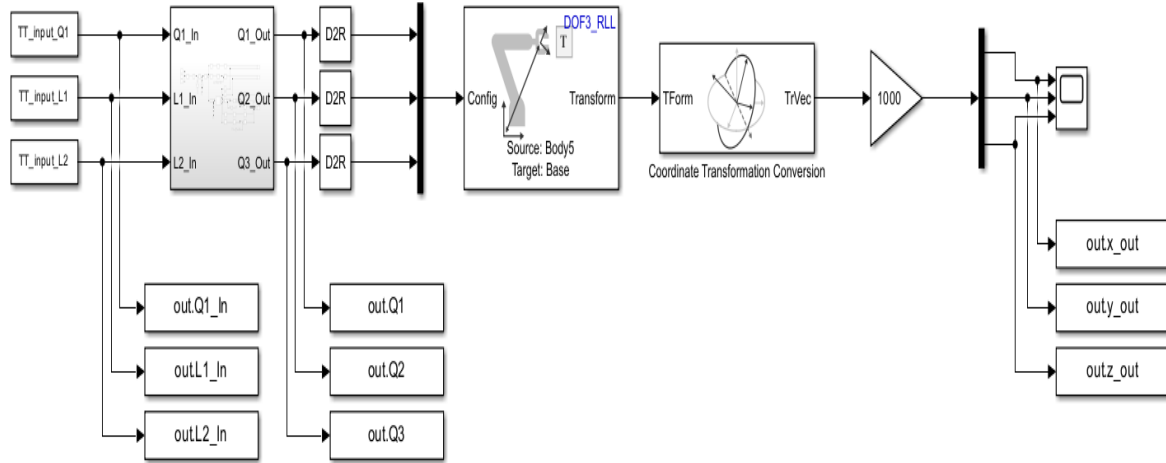 TT_input_Q1
TT_input_L1
TT_input_L2
Q1_In
L1_In
L2_In
Q1_Out
Q2_Out
Q3_Out
D2R
D2R
D2R
DOF3_RLL
T
Config
Transform
Source: Body5
Target: Base
TForm
TrVec
Coordinate Transformation Conversion
1000
out.Q1_In
out.L1_In
out.L2_In
out.Q1
out.Q2
out.Q3
out.x_out
out.y_out
out.z_out